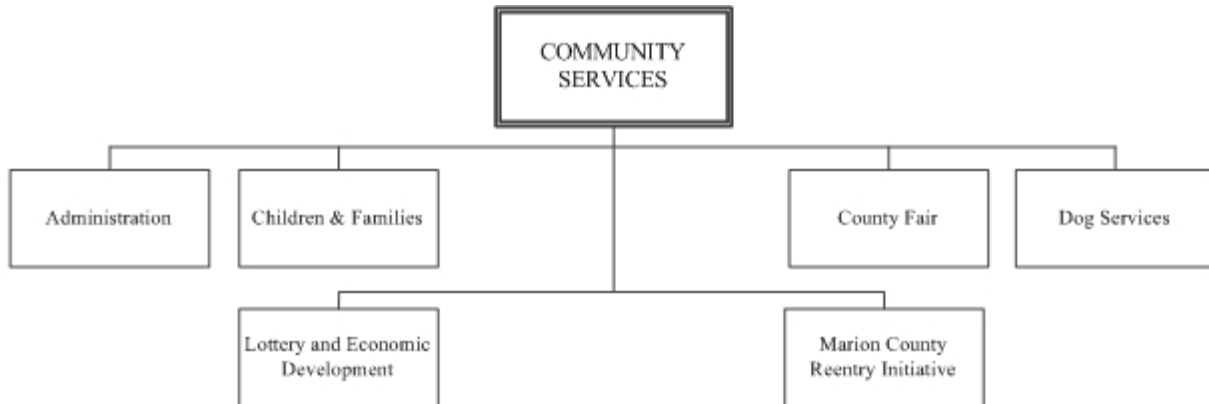 COMMUNITY
SERVICES
Administration
Children & Families
County Fair
Dog Services
Lottery and Economic
Development
Marion County
Reentry Initiative